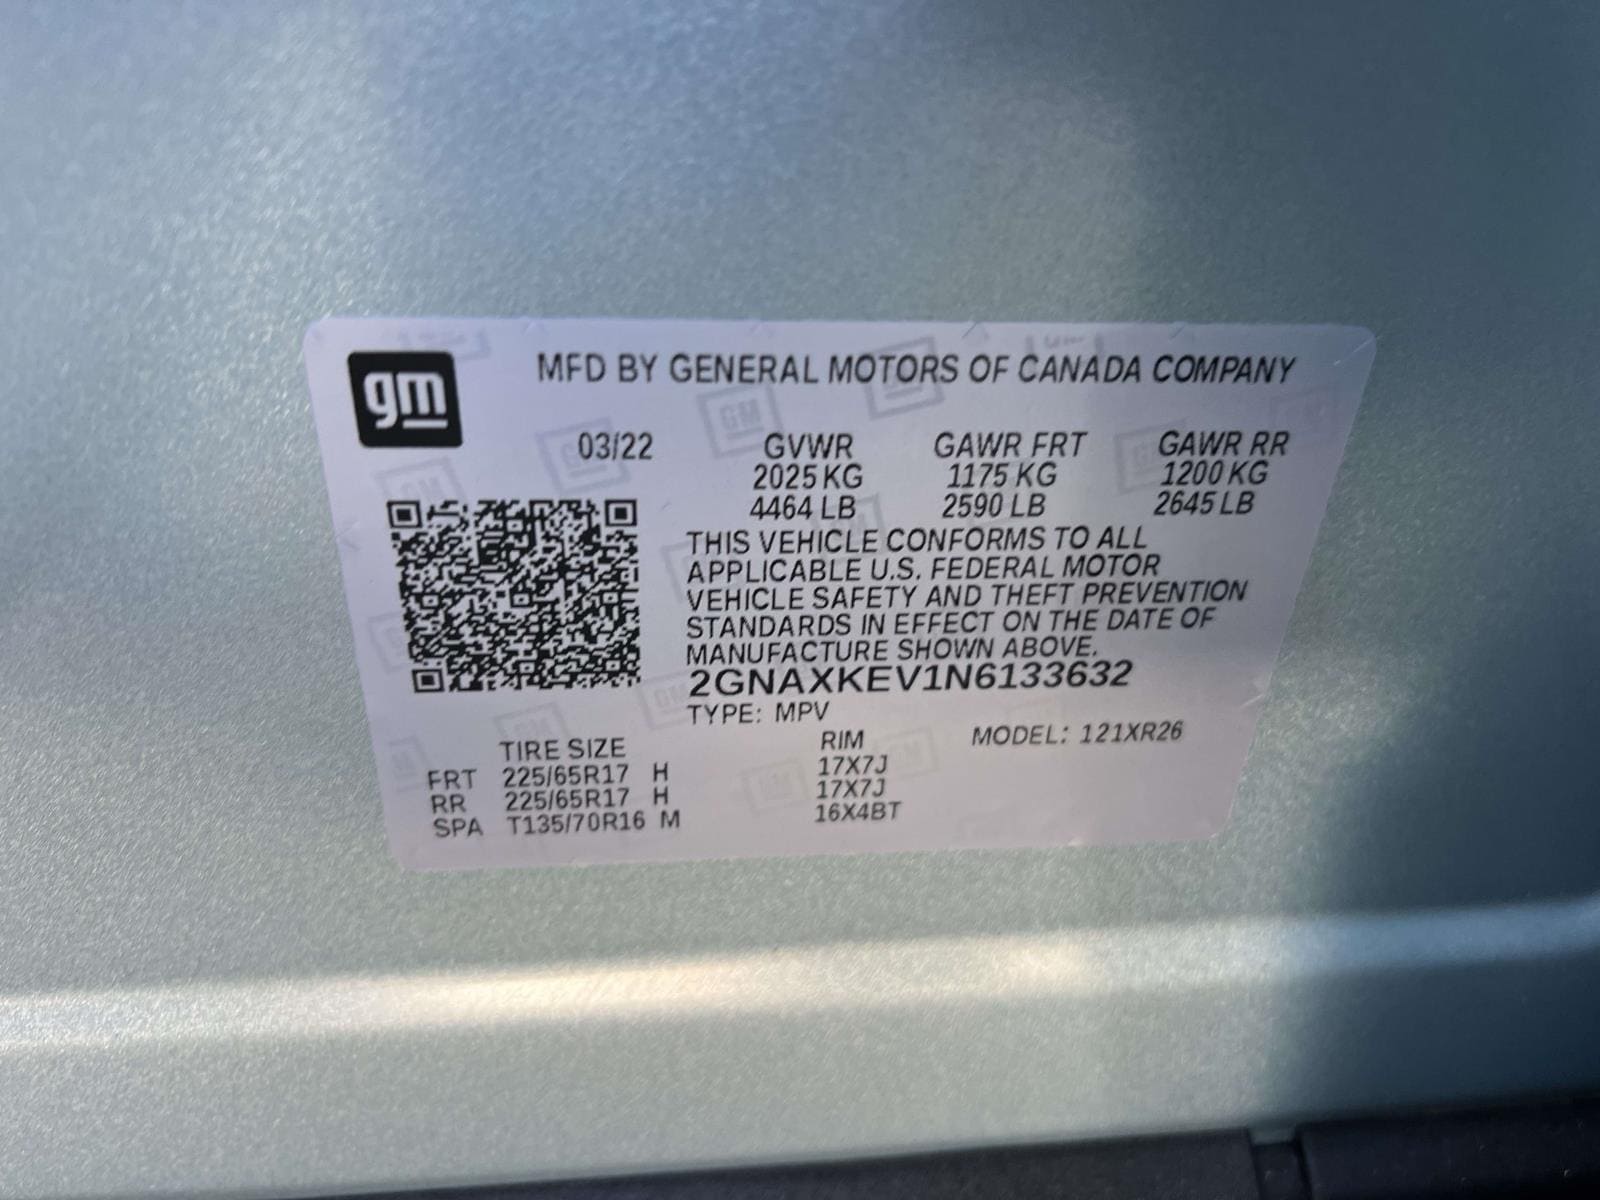 gm
MFD BY GENERAL MOTORS OF CANADA COMPANY
03/22 GVWR GAWR FRT GAWR RR
2025 KG 1175 KG 1200 KG
4464 LB 2590 LB 2645 LB
THIS VEHICLE CONFORMS TO ALL
APPLICABLE U.S. FEDERAL MOTOR
VEHICLE SAFETY AND THEFT PREVENTION
STANDARDS IN EFFECT ON THE DATE OF
MANUFACTURE SHOWN ABOVE.
2GNAXKEV1N6133632
TYPE: MPV
TIRE SIZE RIM MODEL: 121XR26
FRT 225/65R17 H 17X7J
RR 225/65R17 H 17X7J
SPA T135/70R16 M 16X4BT